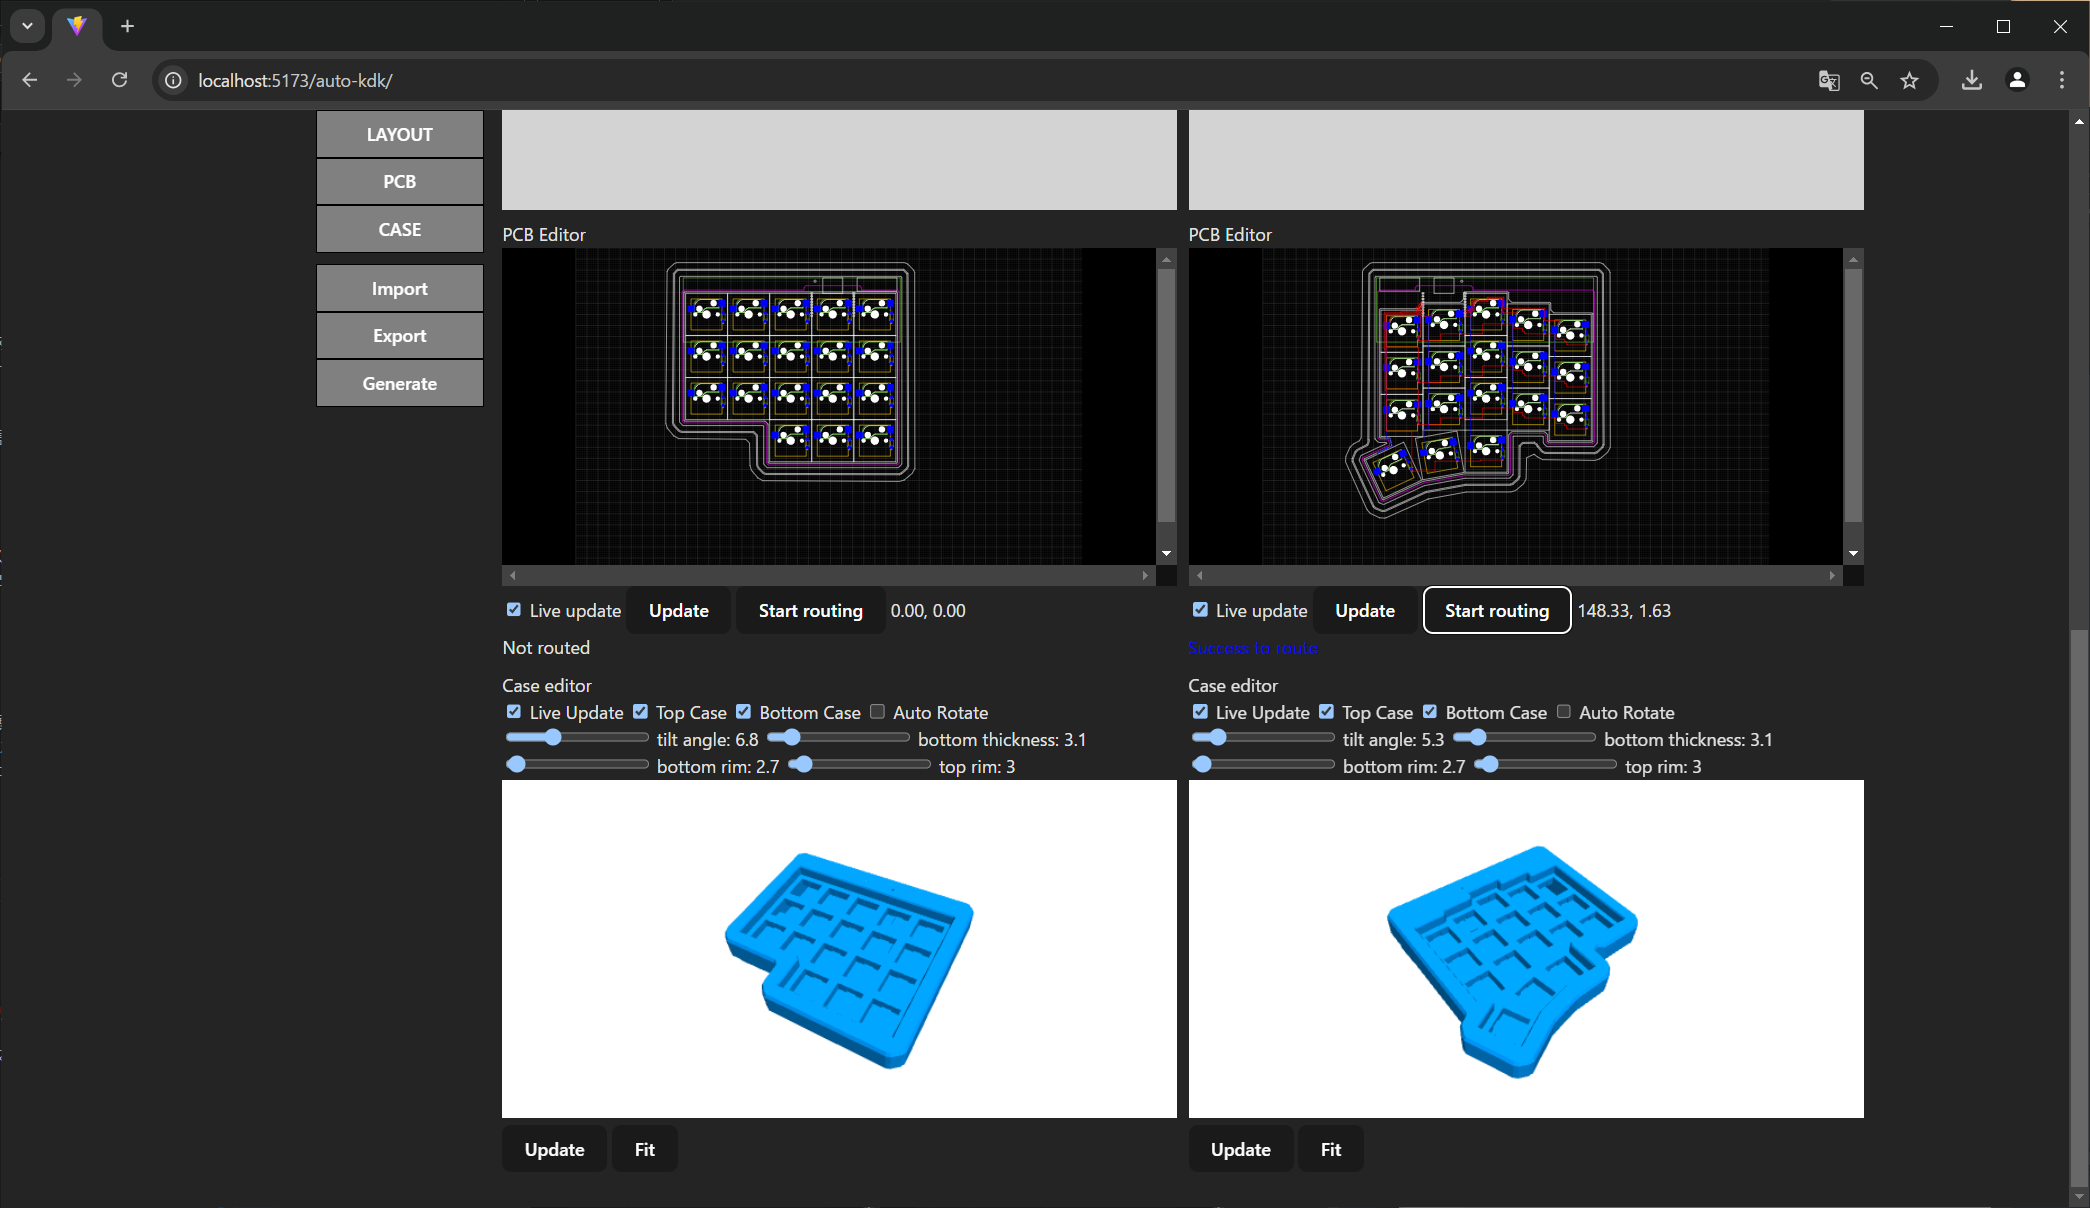 localhost:5173/auto-kdk/
LAYOUT
PCB
CASE
Import
Export
Generate
PCB Editor
Live update Update Start routing 0.00, 0.00
Not routed
Case editor
Live Update Top Case Bottom Case Auto Rotate
tilt angle: 6.8 bottom thickness: 3.1
bottom rim: 2.7 top rim: 3
Update Fit
PCB Editor
Live update Update Start routing 148.33, 1.63
Success to route
Case editor
Live Update Top Case Bottom Case Auto Rotate
tilt angle: 5.3 bottom thickness: 3.1
bottom rim: 2.7 top rim: 3
Update Fit